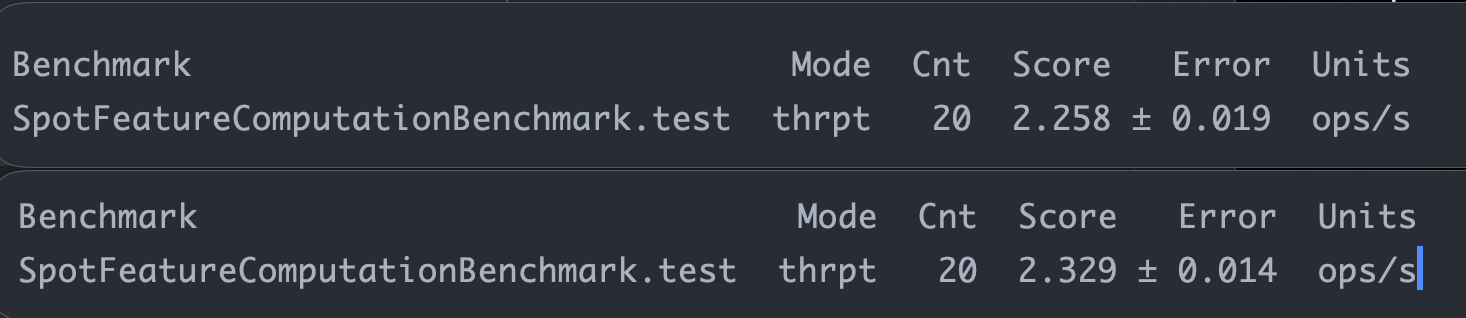 Benchmark Mode Cnt Score Error Units
SpotFeatureComputationBenchmark.test thrpt 20 2.258 ± 0.019 ops/s
Benchmark Mode Cnt Score Error Units
SpotFeatureComputationBenchmark.test thrpt 20 2.329 ± 0.014 ops/s